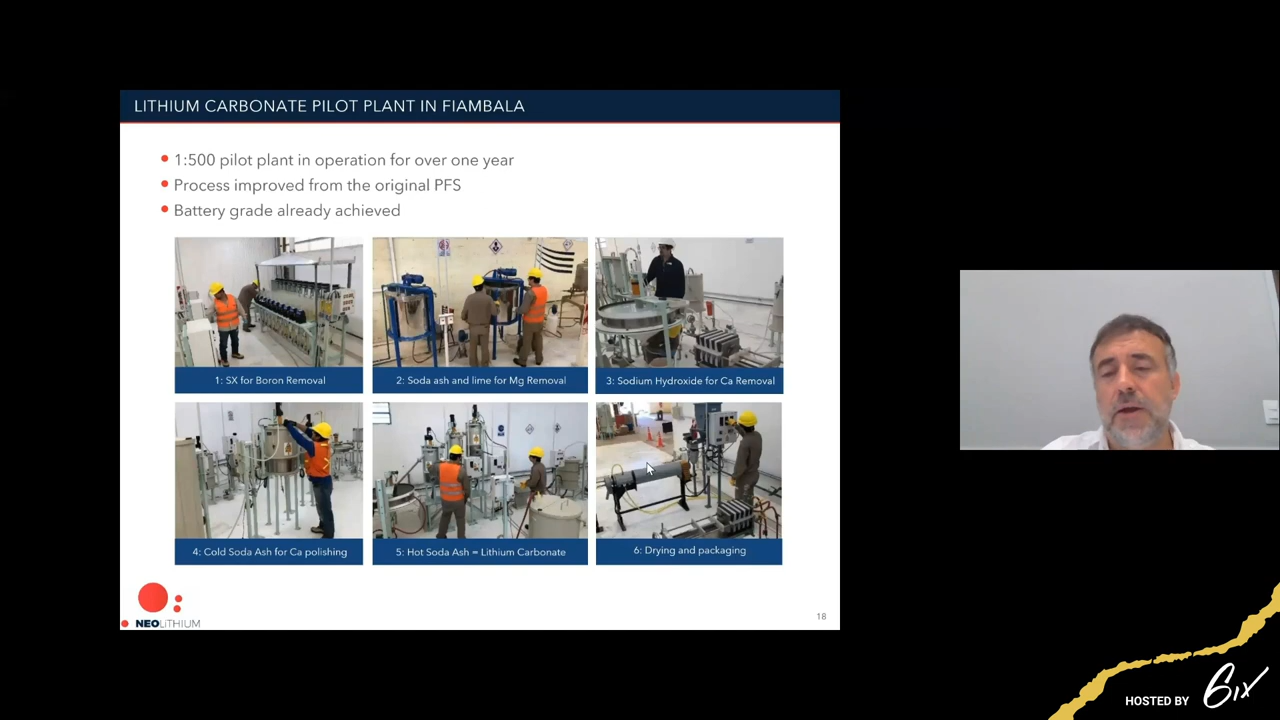 LITHIUM CARBONATE PILOT PLANT IN FIAMBALA
1:500 pilot plant in operation for over one year
Process improved from the original PFS
Battery grade already achieved
1: SX for Boron Removal
2: Soda ash and lime for Mg Removal
3: Sodium Hydroxide for Ca Removal
4: Cold Soda Ash for Ca polishing
5: Hot Soda Ash = Lithium Carbonate
6: Drying and packaging
NEOLITHIUM
18
HOSTED BY 6ix